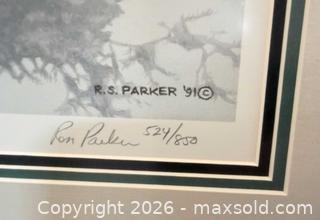 R.S. PARKER '91©
Ron Parker 524/850
Copyright © 2026 - maxsold.com